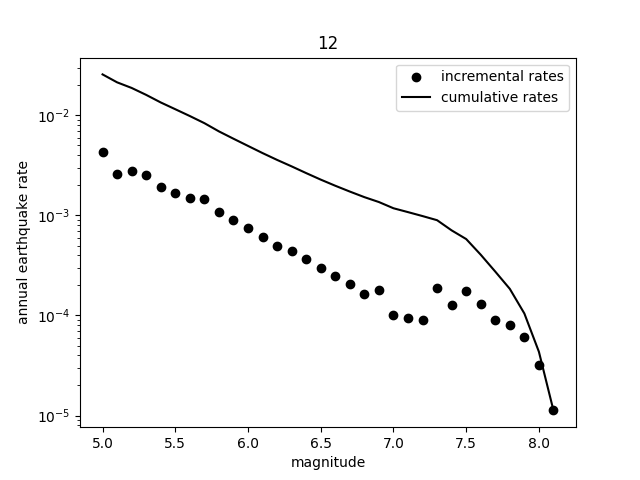 12
incremental rates
cumulative rates
annual earthquake rate
10⁻²
10⁻³
10⁻⁴
10⁻⁵
5.0 5.5 6.0 6.5 7.0 7.5 8.0
magnitude